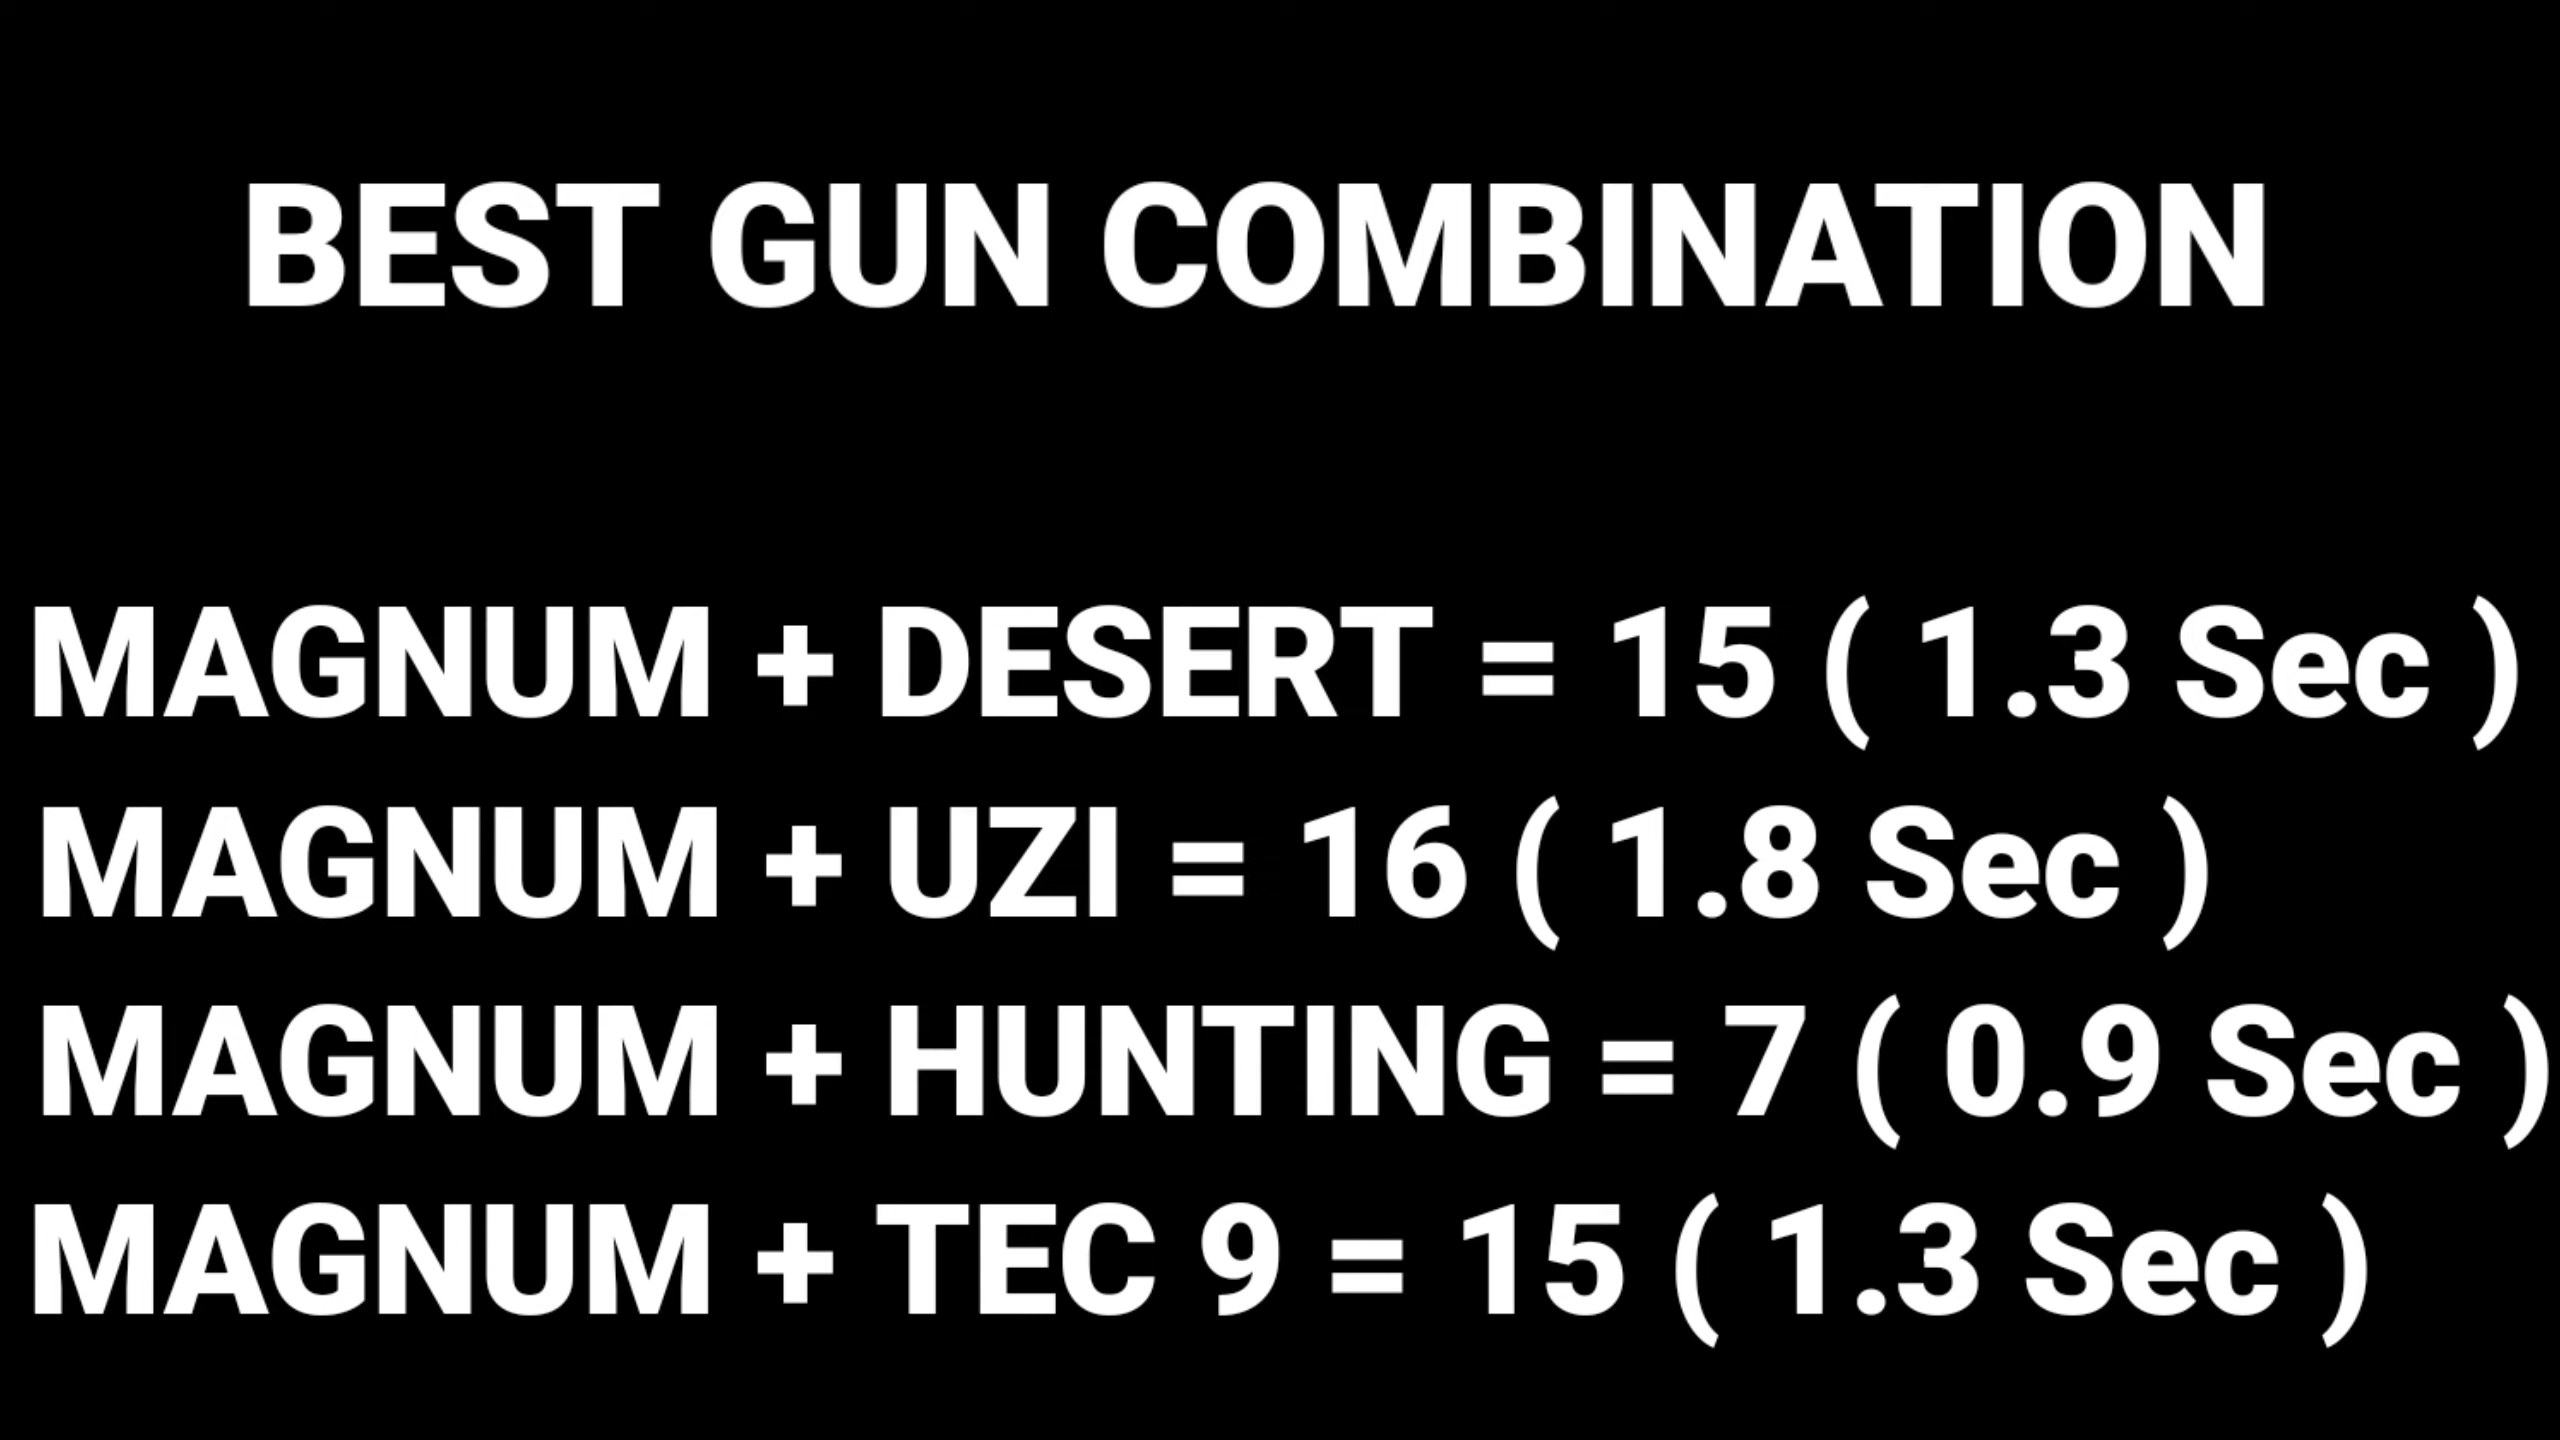 BEST GUN COMBINATION
MAGNUM + DESERT = 15 ( 1.3 Sec )
MAGNUM + UZI = 16 ( 1.8 Sec )
MAGNUM + HUNTING = 7 ( 0.9 Sec )
MAGNUM + TEC 9 = 15 ( 1.3 Sec )